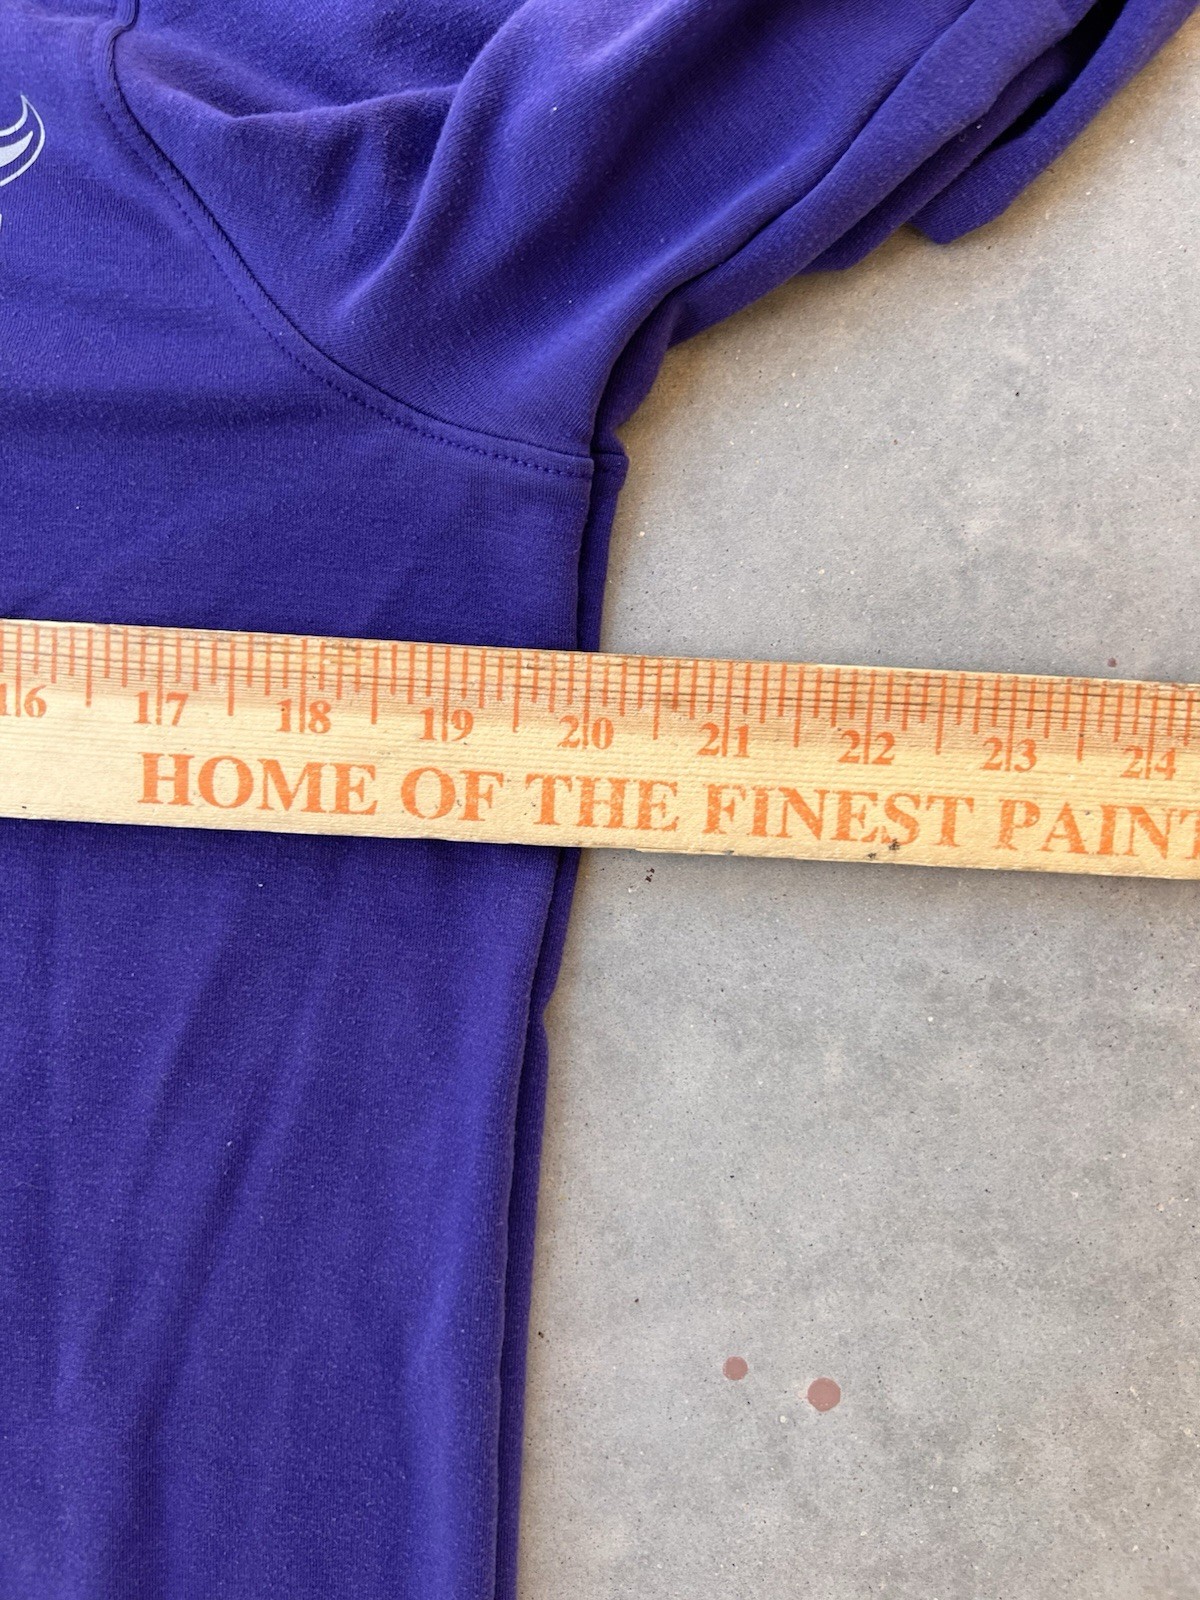 16 17 18 19 20 21 22 23 24
HOME OF THE FINEST PAINT